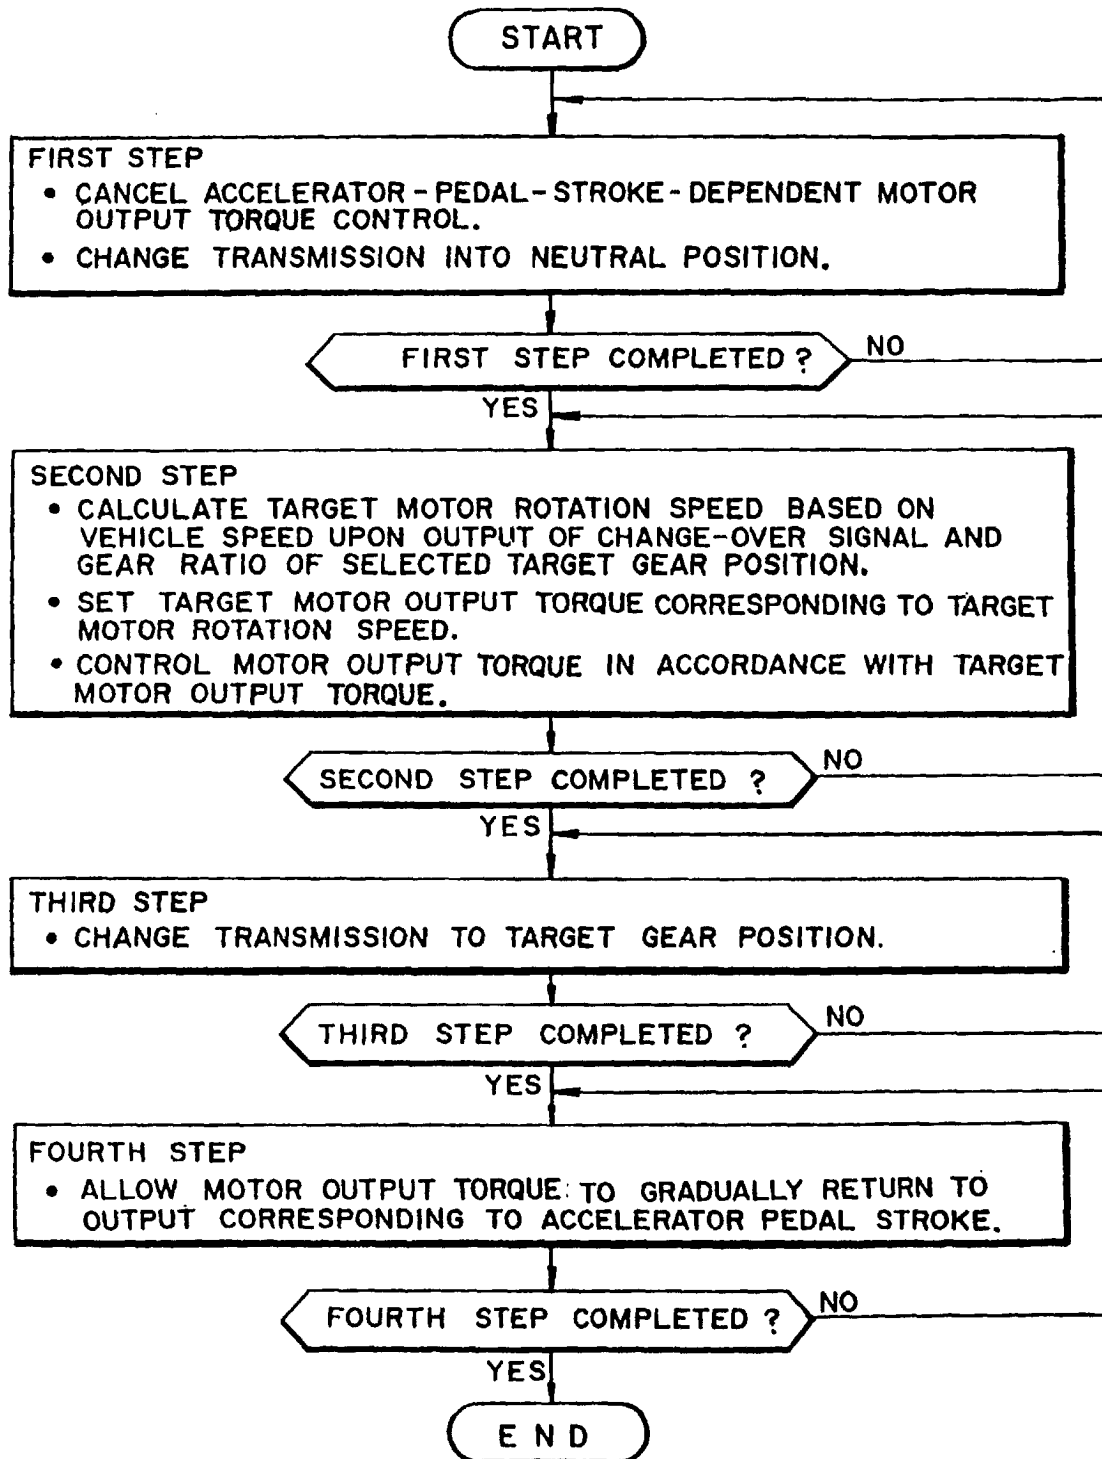 START
FIRST STEP
• CANCEL ACCELERATOR-PEDAL-STROKE-DEPENDENT MOTOR
OUTPUT TORQUE CONTROL.
• CHANGE TRANSMISSION INTO NEUTRAL POSITION.
FIRST STEP COMPLETED?
NO
YES
SECOND STEP
• CALCULATE TARGET MOTOR ROTATION SPEED BASED ON
VEHICLE SPEED UPON OUTPUT OF CHANGE-OVER SIGNAL AND
GEAR RATIO OF SELECTED TARGET GEAR POSITION.
• SET TARGET MOTOR OUTPUT TORQUE CORRESPONDING TO TARGET
MOTOR ROTATION SPEED.
• CONTROL MOTOR OUTPUT TORQUE IN ACCORDANCE WITH TARGET
MOTOR OUTPUT TORQUE.
SECOND STEP COMPLETED ?
NO
YES
THIRD STEP
• CHANGE TRANSMISSION TO TARGET GEAR POSITION.
THIRD STEP COMPLETED ?
NO
YES
FOURTH STEP
• ALLOW MOTOR OUTPUT TORQUE TO GRADUALLY RETURN TO
OUTPUT CORRESPONDING TO ACCELERATOR PEDAL STROKE.
FOURTH STEP COMPLETED ?
NO
YES
END